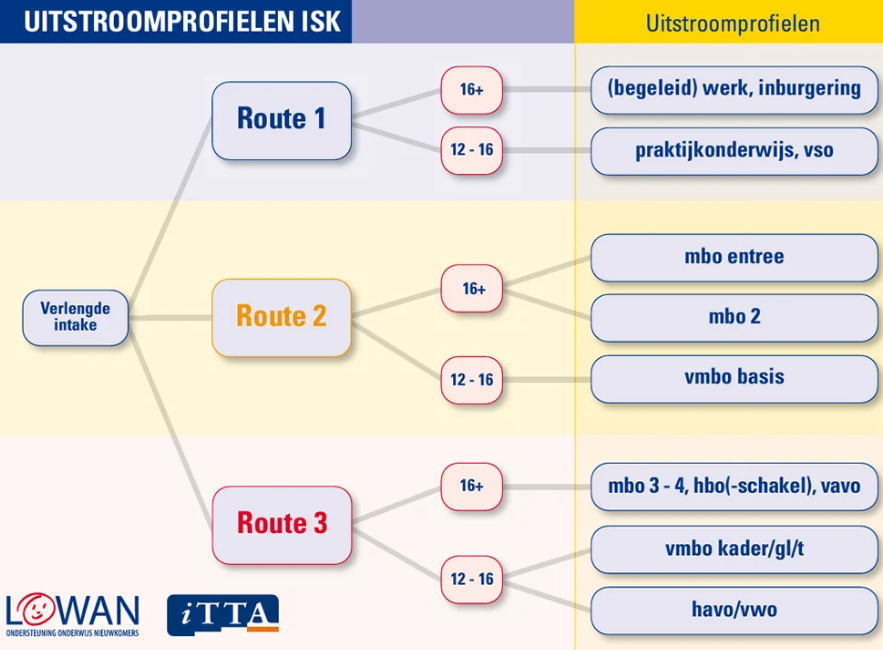 UITSTROOMPROFIELEN ISK
Uitstroomprofielen
Route 1
16+
(begeleid) werk, inburgering
12 - 16
praktijkonderwijs, vso
Verlengde
intake
Route 2
16+
mbo entree
mbo 2
12 - 16
vmbo basis
Route 3
16+
mbo 3 - 4, hbo(-schakel), vavo
12 - 16
vmbo kader/gl/t
havo/vwo
LOWAN
ONDERSTEUNING ONDERWIJS NIEUWKOMERS
iTTA